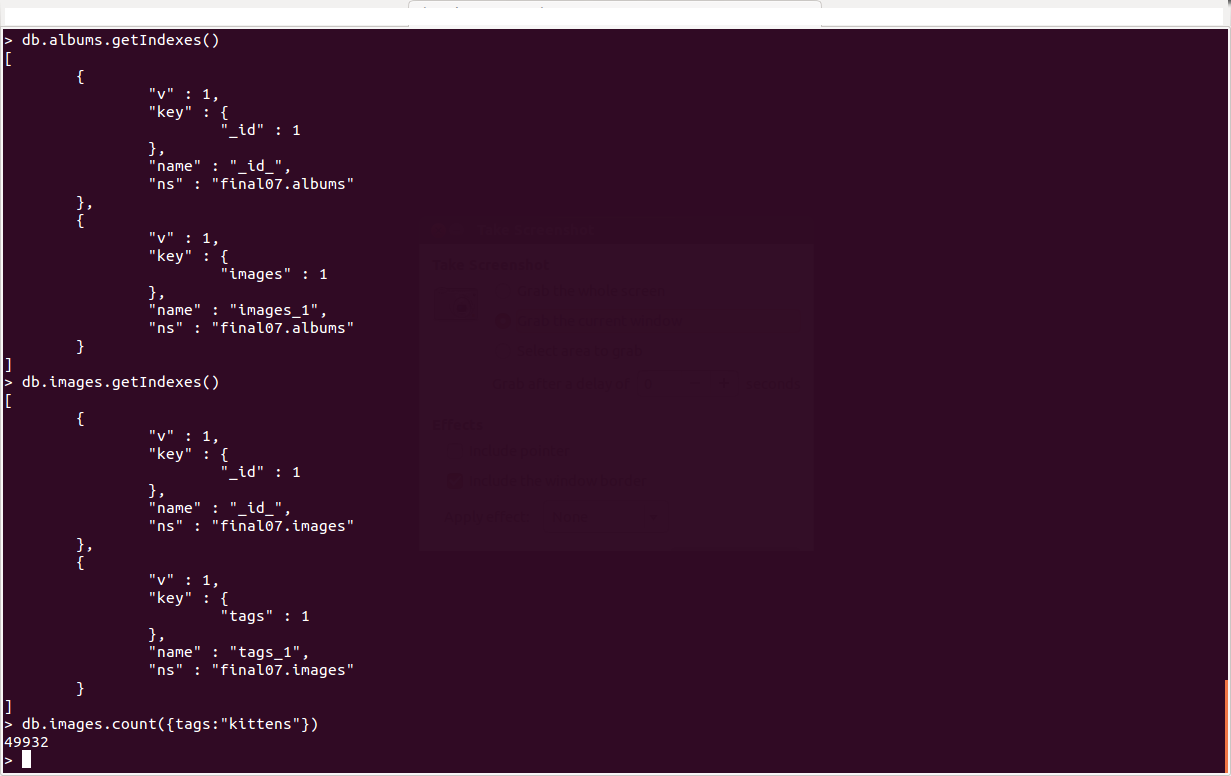 > db.albums.getIndexes()
[
        {
                "v" : 1,
                "key" : {
                        "_id" : 1
                },
                "name" : "_id_",
                "ns" : "final07.albums"
        },
        {
                "v" : 1,
                "key" : {
                        "images" : 1
                },
                "name" : "images_1",
                "ns" : "final07.albums"
        }
]
> db.images.getIndexes()
[
        {
                "v" : 1,
                "key" : {
                        "_id" : 1
                },
                "name" : "_id_",
                "ns" : "final07.images"
        },
        {
                "v" : 1,
                "key" : {
                        "tags" : 1
                },
                "name" : "tags_1",
                "ns" : "final07.images"
        }
]
> db.images.count({tags:"kittens"})
49932
>